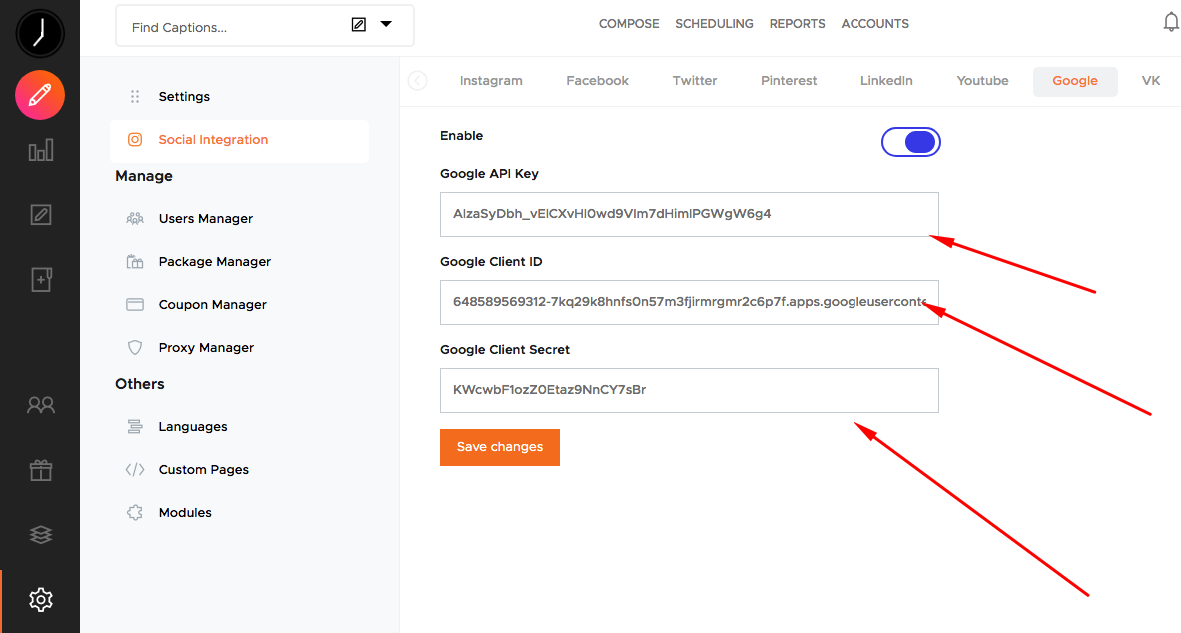 Find Captions...
COMPOSE SCHEDULING REPORTS ACCOUNTS
Instagram Facebook Twitter Pinterest LinkedIn Youtube Google VK
Settings
Social Integration
Manage
Users Manager
Package Manager
Coupon Manager
Proxy Manager
Others
Languages
Custom Pages
Modules
Enable
Google API Key
AIzaSyDbh_vElCXvHI0wd9VIm7dHimIPGWgW6g4
Google Client ID
648589569312-7kq29k8hnfs0n57m3fjirmrgmr2c6p7f.apps.googleuserconte
Google Client Secret
KWcwbF1ozZ0Etaz9NnCY7sBr
Save changes